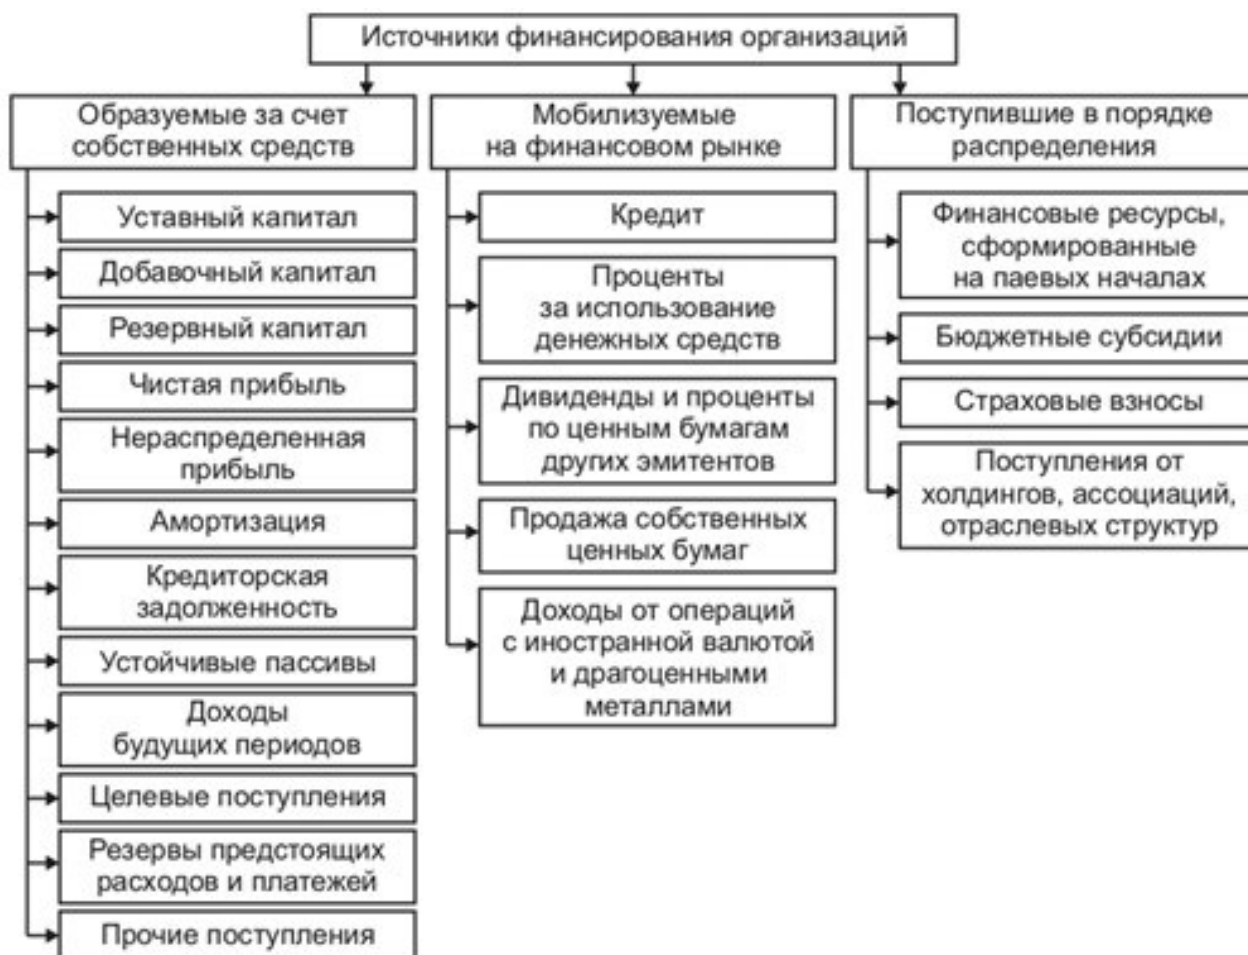 Источники финансирования организаций
Образуемые за счет
собственных средств
Уставный капитал
Добавочный капитал
Резервный капитал
Чистая прибыль
Нераспределенная
прибыль
Амортизация
Кредиторская
задолженность
Устойчивые пассивы
Доходы
будущих периодов
Целевые поступления
Резервы предстоящих
расходов и платежей
Прочие поступления
Мобилизуемые
на финансовом рынке
Кредит
Проценты
за использование
денежных средств
Дивиденды и проценты
по ценным бумагам
других эмитентов
Продажа собственных
ценных бумаг
Доходы от операций
с иностранной валютой
и драгоценными
металлами
Поступившие в порядке
распределения
Финансовые ресурсы,
сформированные
на паевых началах
Бюджетные субсидии
Страховые взносы
Поступления от
холдингов, ассоциаций,
отраслевых структур